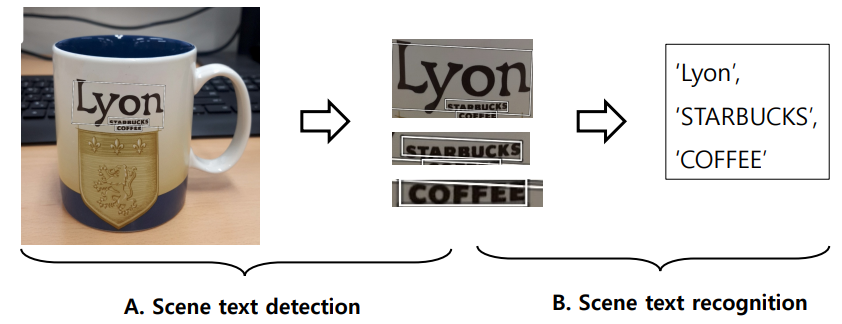 Lyon
STARBUCKS
COFFEE
Lyon
STARBUCKS
COFFEE
STARBUCKS
COFFEE
'Lyon',
'STARBUCKS',
'COFFEE'
A. Scene text detection
B. Scene text recognition